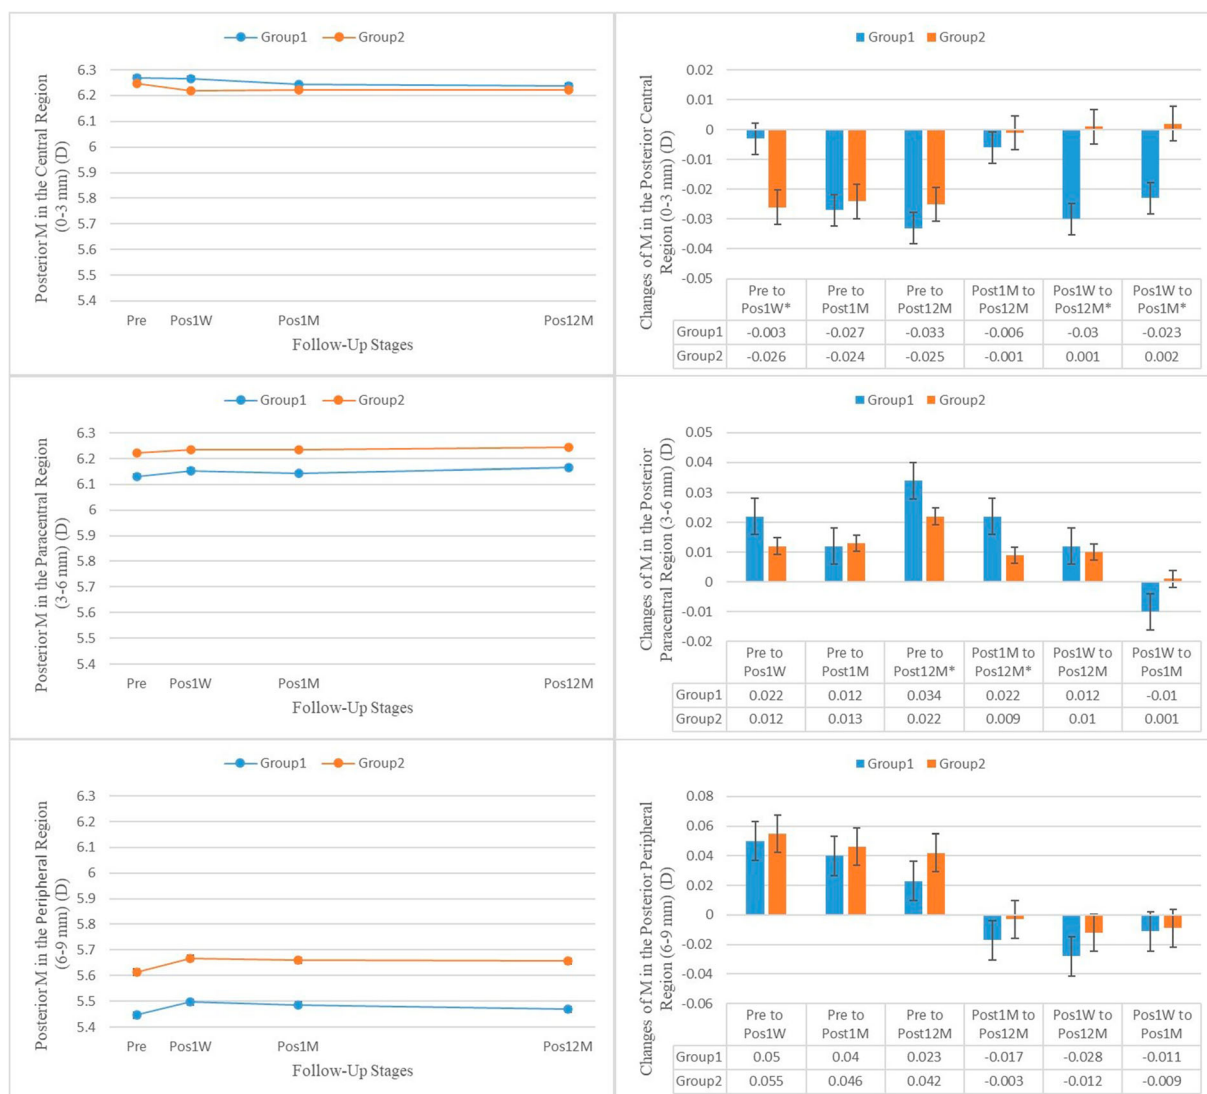 Group1 Group2
Posterior M in the Central Region
(0-3 mm) (D)
6.3
6.2
6.1
6
5.9
5.8
5.7
5.6
5.5
5.4
Pre Pos1W Pos1M Pos12M
Follow-Up Stages
Group1 Group2
Changes of M in the Posterior Central
Region (0-3 mm) (D)
0.02
0.01
0
-0.01
-0.02
-0.03
-0.04
-0.05
Pre to Pre to Pre to Post1M to Pos1W to Pos1W to
Pos1W* Post1M Post12M Pos12M Pos12M* Pos1M*
Group1 -0.003 -0.027 -0.033 -0.006 -0.03 -0.023
Group2 -0.026 -0.024 -0.025 -0.001 0.001 0.002
Group1 Group2
Posterior M in the Paracentral Region
(3-6 mm) (D)
6.3
6.2
6.1
6
5.9
5.8
5.7
5.6
5.5
5.4
Pre Pos1W Pos1M Pos12M
Follow-Up Stages
Group1 Group2
Changes of M in the Posterior
Paracentral Region (3-6 mm) (D)
0.05
0.04
0.03
0.02
0.01
0
-0.01
-0.02
Pre to Pre to Pre to Post1M to Pos1W to Pos1W to
Pos1W Post1M Post12M* Pos12M* Pos12M Pos1M
Group1 0.022 0.012 0.034 0.022 0.012 -0.01
Group2 0.012 0.013 0.022 0.009 0.01 0.001
Group1 Group2
Posterior M in the Peripheral Region
(6-9 mm) (D)
6.3
6.2
6.1
6
5.9
5.8
5.7
5.6
5.5
5.4
Pre Pos1W Pos1M Pos12M
Follow-Up Stages
Group1 Group2
Changes of M in the Posterior Peripheral
Region (6-9 mm) (D)
0.08
0.06
0.04
0.02
0
-0.02
-0.04
-0.06
Pre to Pre to Pre to Post1M to Pos1W to Pos1W to
Pos1W Post1M Post12M Pos12M Pos12M Pos1M
Group1 0.05 0.04 0.023 -0.017 -0.028 -0.011
Group2 0.055 0.046 0.042 -0.003 -0.012 -0.009